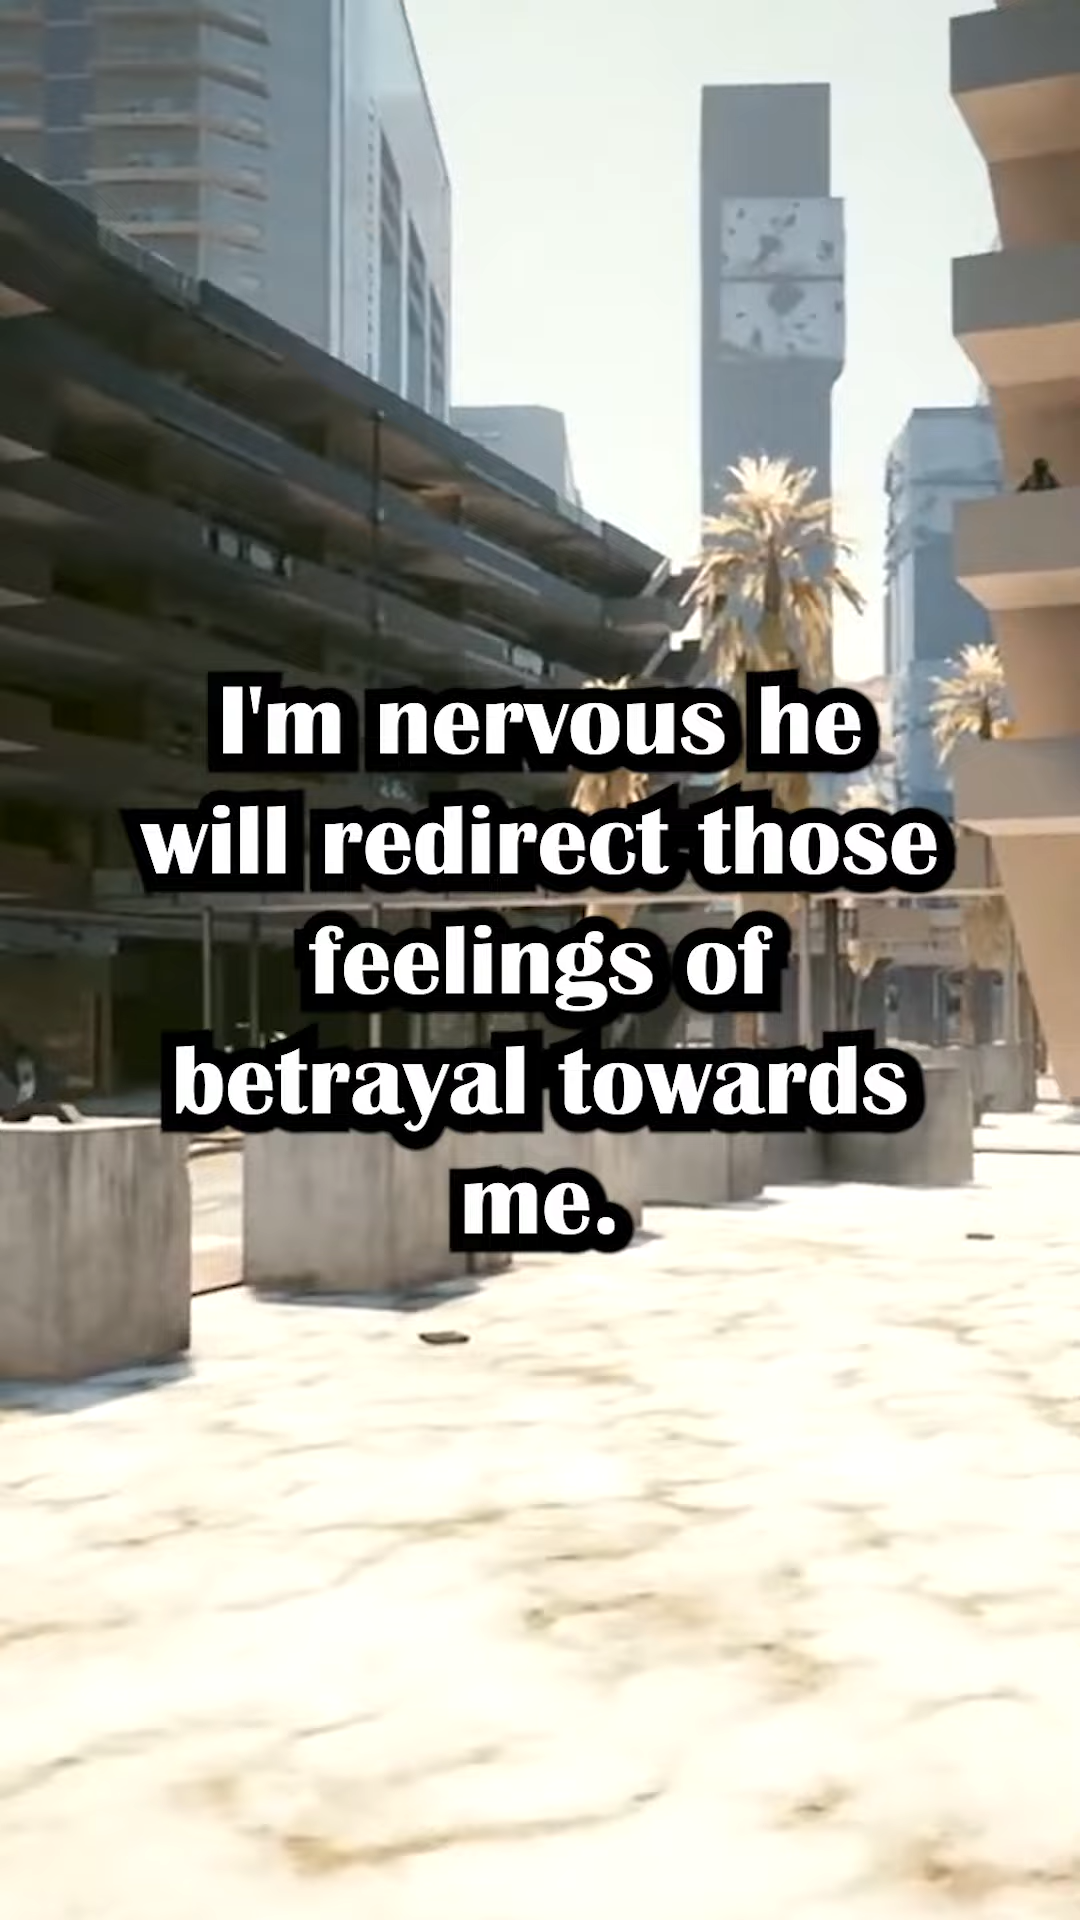 I'm nervous he
will redirect those
feelings of
betrayal towards
me.